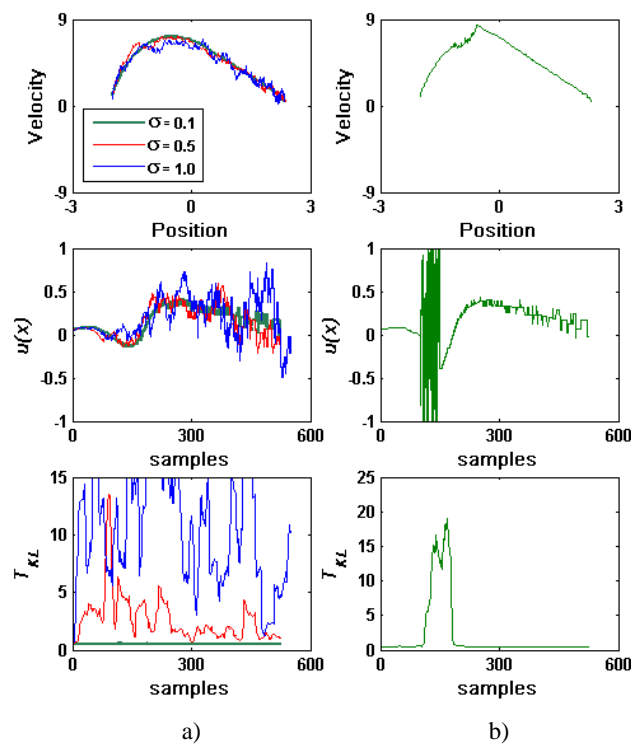 9
0
-9
Velocity
σ = 0.1
σ = 0.5
σ = 1.0
-3
0
3
Position
9
0
-9
Velocity
-3
0
3
Position
1
0.5
0
-0.5
-1
u(x)
0
300
600
samples
1
0.5
0
-0.5
-1
u(x)
0
300
600
samples
15
10
5
0
T_KL
0
300
600
samples
25
20
15
10
5
0
T_KL
0
300
600
samples
a)
b)